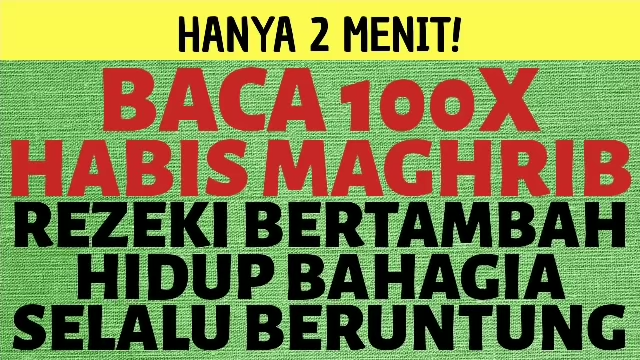 HANYA 2 MENIT!
BACA 100X
HABIS MAGHRIB
REZEKI BERTAMBAH
HIDUP BAHAGIA
SELALU BERUNTUNG